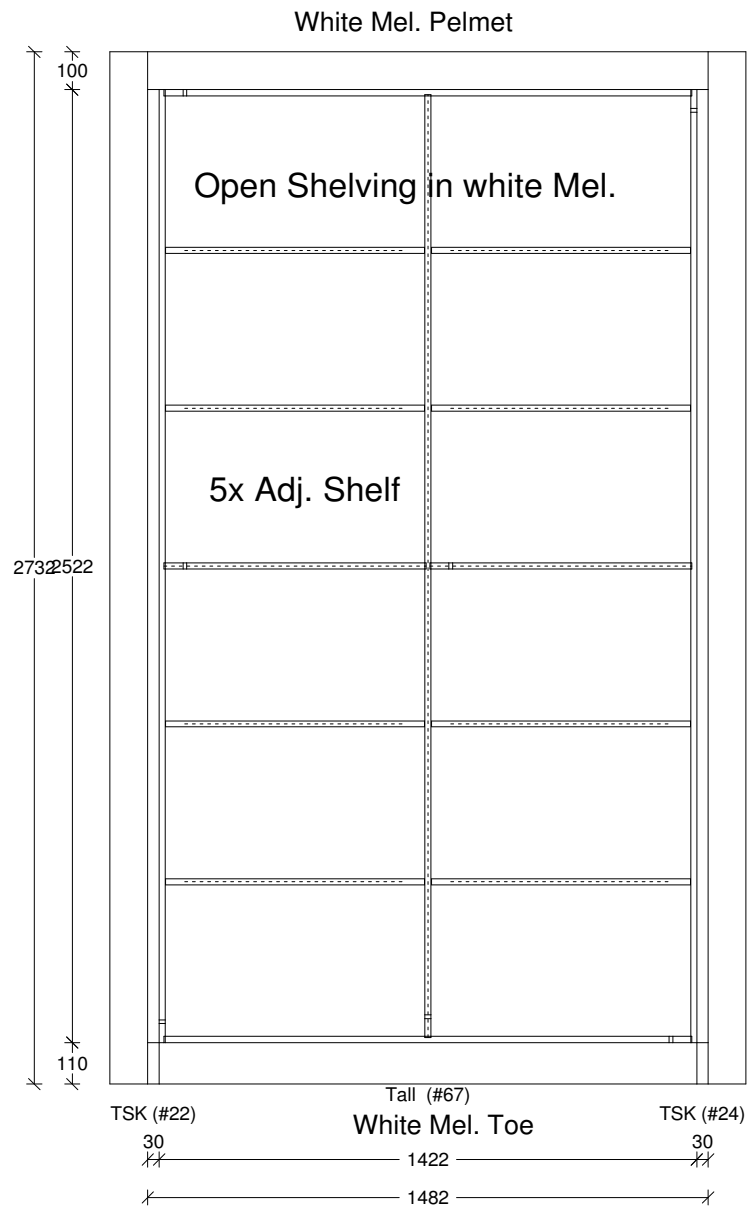 White Mel. Pelmet
100
Open Shelving in white Mel.
5x Adj. Shelf
2732
2522
110
Tall (#67)
TSK (#22)
White Mel. Toe
TSK (#24)
30
30
1422
1482